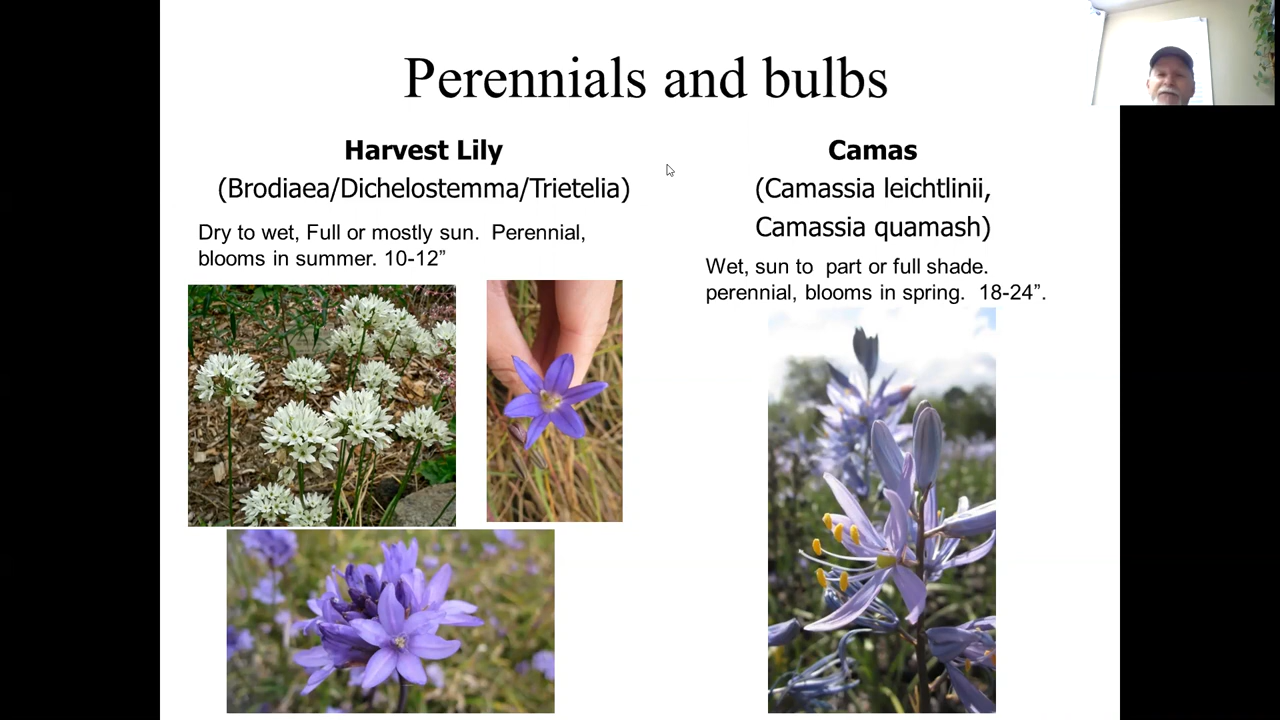 Perennials and bulbs
Harvest Lily
(Brodiaea/Dichelostemma/Trietelia)
Dry to wet, Full or mostly sun.  Perennial,
blooms in summer. 10-12”
Camas
(Camassia leichtlinii,
Camassia quamash)
Wet, sun to  part or full shade.
perennial, blooms in spring.  18-24”.